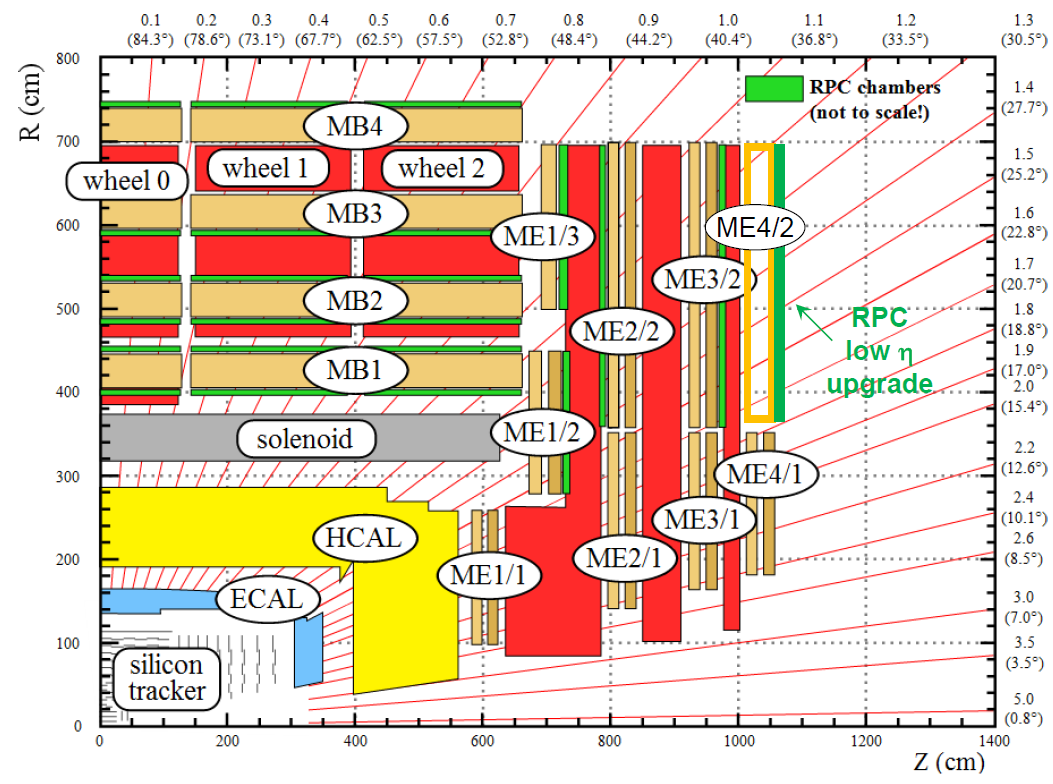 0.1 0.2 0.3 0.4 0.5 0.6 0.7 0.8 0.9 1.0 1.1 1.2 1.3
(84.3°) (78.6°) (73.1°) (67.7°) (62.5°) (57.5°) (52.8°) (48.4°) (44.2°) (40.4°) (36.8°) (33.5°) (30.5°)
R (cm)
800
700
600
500
400
300
200
100
0
RPC chambers
(not to scale!)
MB4
wheel 0
wheel 1
wheel 2
MB3
MB2
MB1
solenoid
HCAL
ECAL
silicon
tracker
ME1/3
ME1/2
ME1/1
ME2/2
ME2/1
ME3/2
ME3/1
ME4/2
ME4/1
RPC
low η
upgrade
1.4
(27.7°)
1.5
(25.2°)
1.6
(22.8°)
1.7
(20.7°)
1.8
(18.8°)
1.9
(17.0°)
2.0
(15.4°)
2.2
(12.6°)
2.4
(10.1°)
2.6
(8.5°)
3.0
(7.0°)
3.5
(3.5°)
5.0
(0.8°)
0 200 400 600 800 1000 1200 1400
Z (cm)